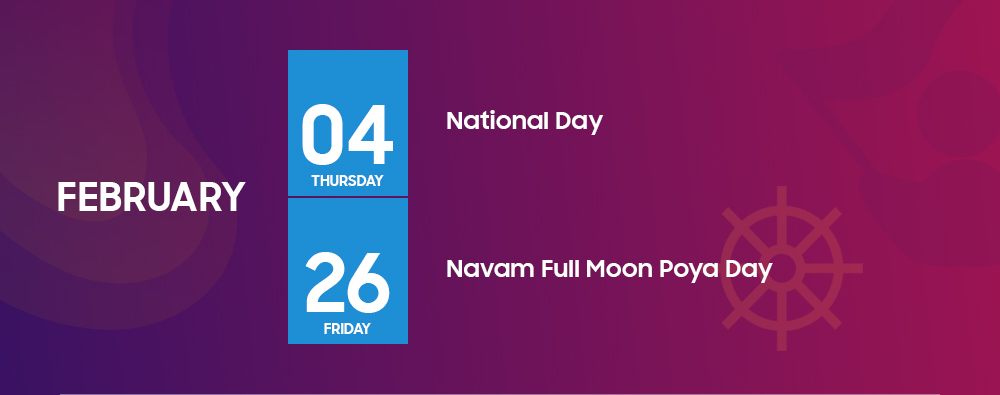 FEBRUARY
04
THURSDAY
National Day
26
FRIDAY
Navam Full Moon Poya Day